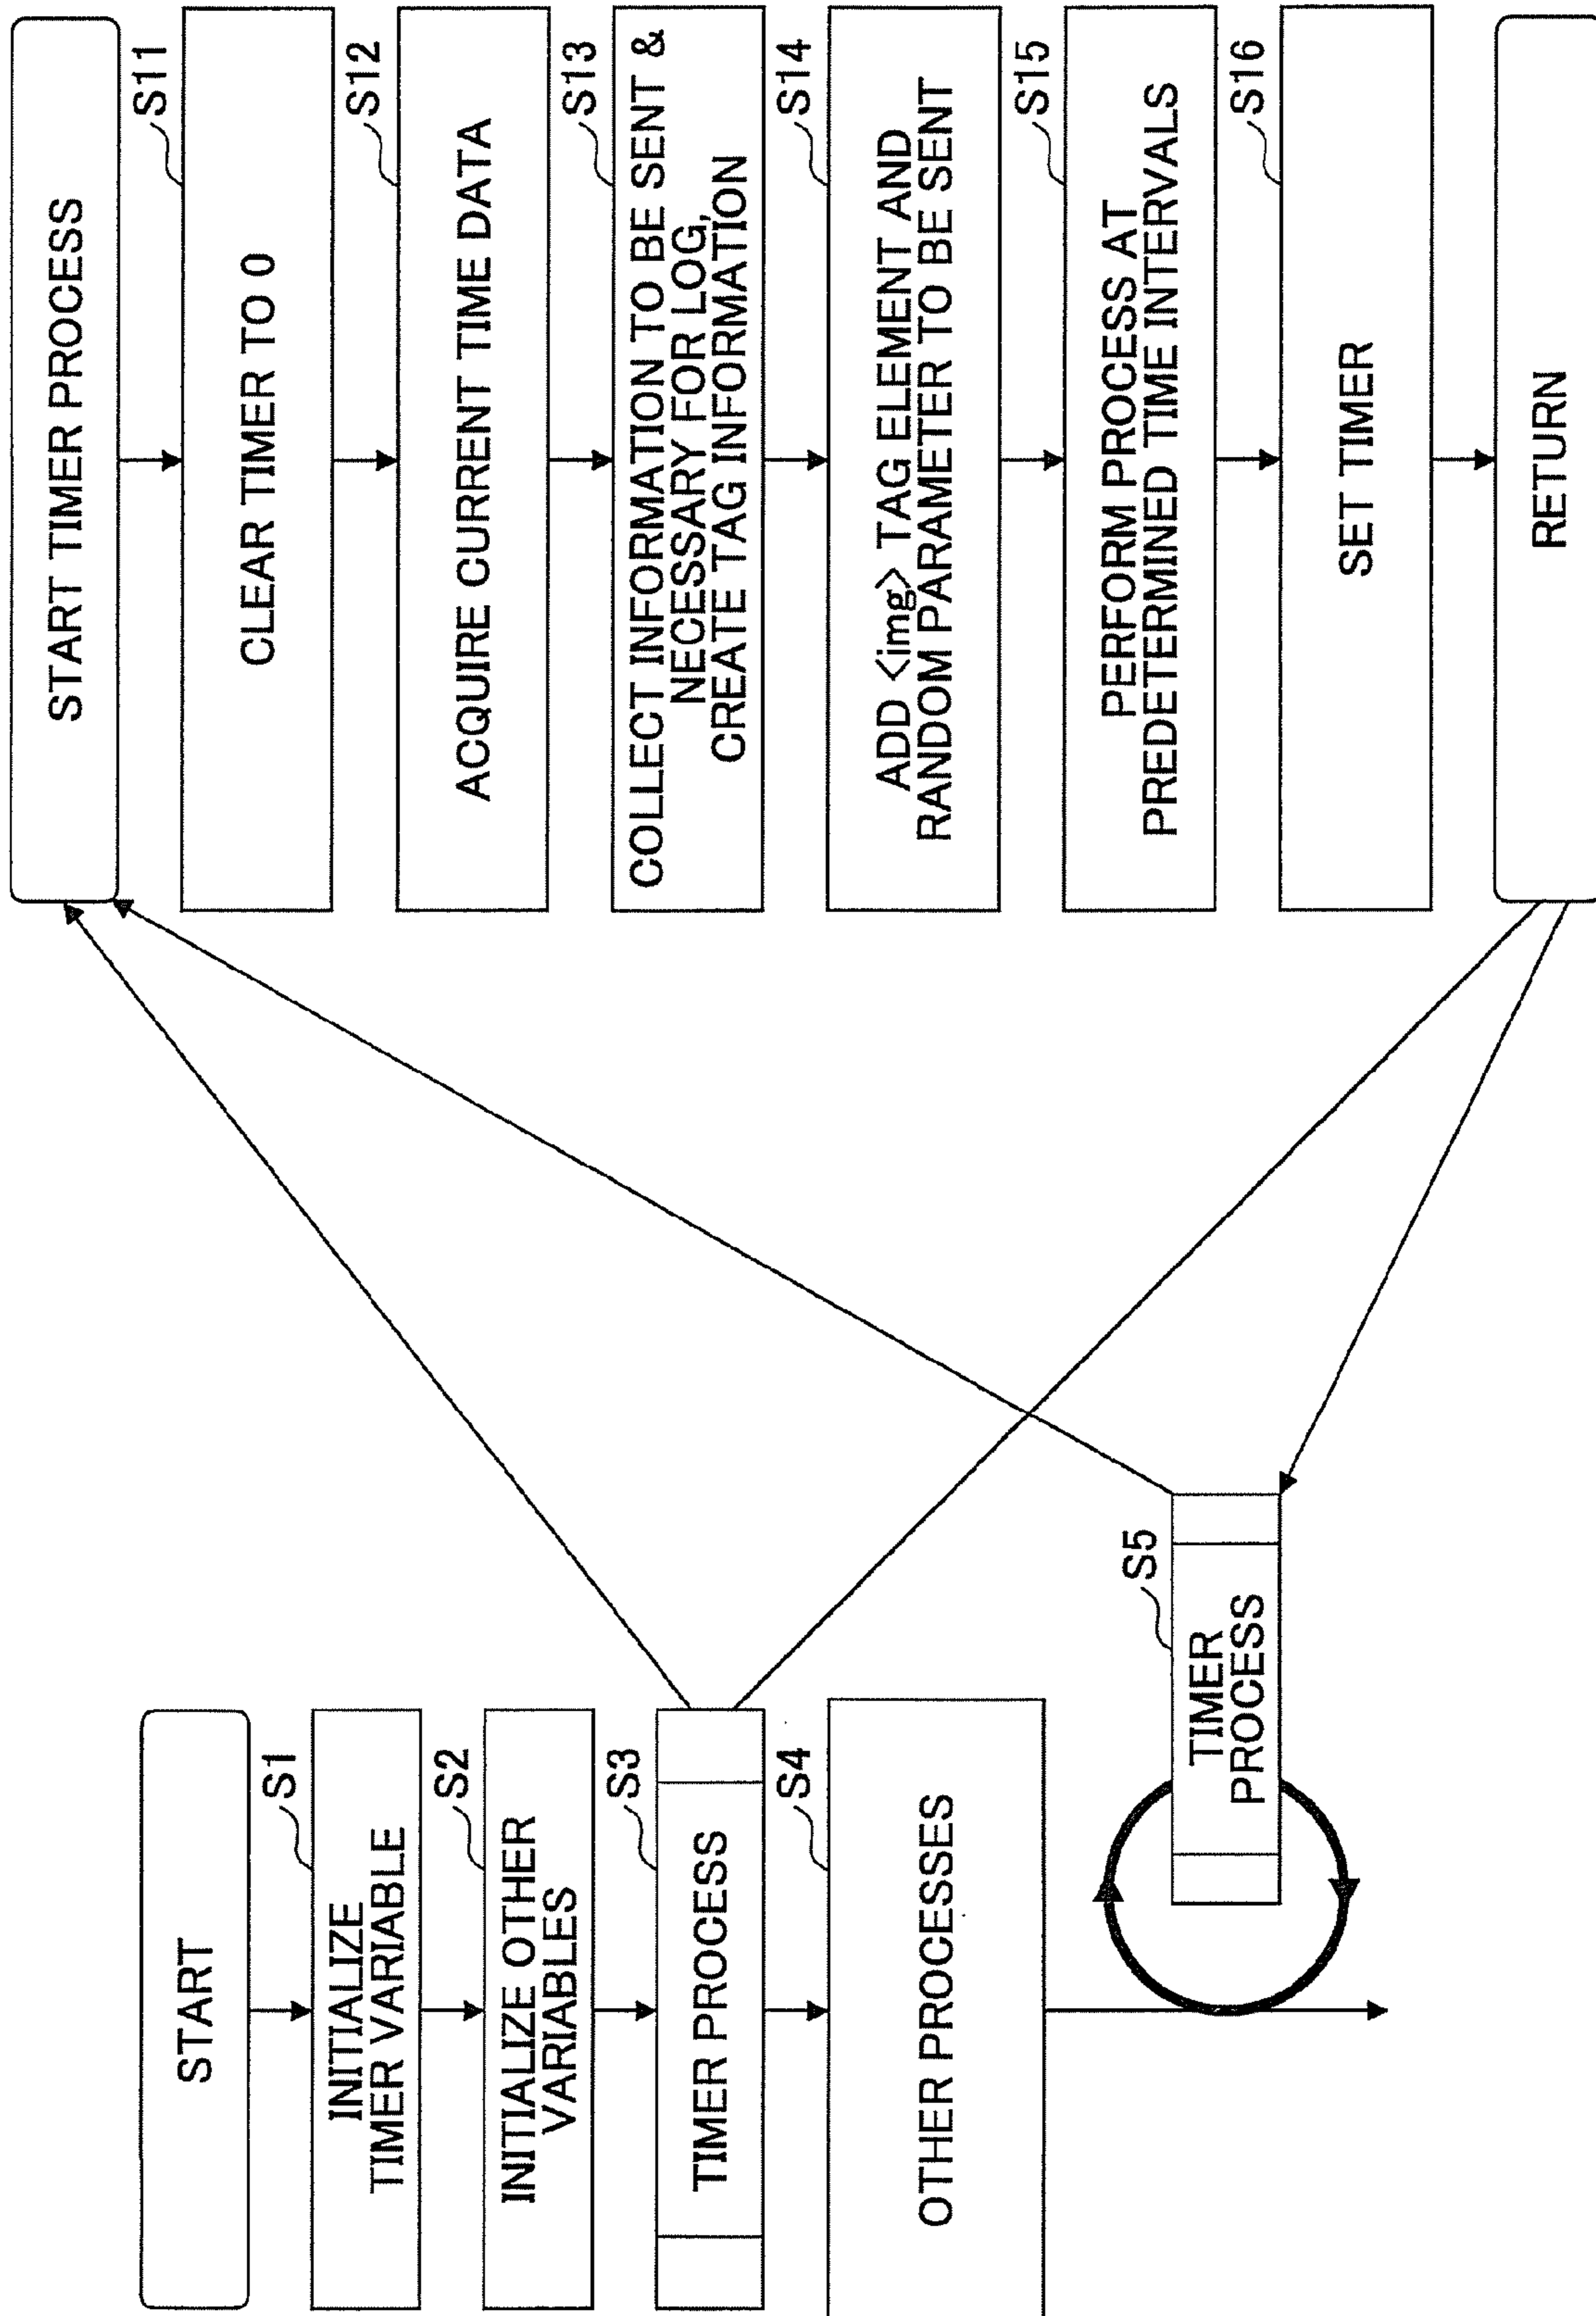 START
S1
INITIALIZE
TIMER VARIABLE
S2
INITIALIZE OTHER
VARIABLES
S3
TIMER PROCESS
S4
OTHER PROCESSES
S5
TIMER
PROCESS
START TIMER PROCESS
S11
CLEAR TIMER TO 0
S12
ACQUIRE CURRENT TIME DATA
S13
COLLECT INFORMATION TO BE SENT &
NECESSARY FOR LOG,
CREATE TAG INFORMATION
S14
ADD <img> TAG ELEMENT AND
RANDOM PARAMETER TO BE SENT
S15
PERFORM PROCESS AT
PREDETERMINED TIME INTERVALS
S16
SET TIMER
RETURN